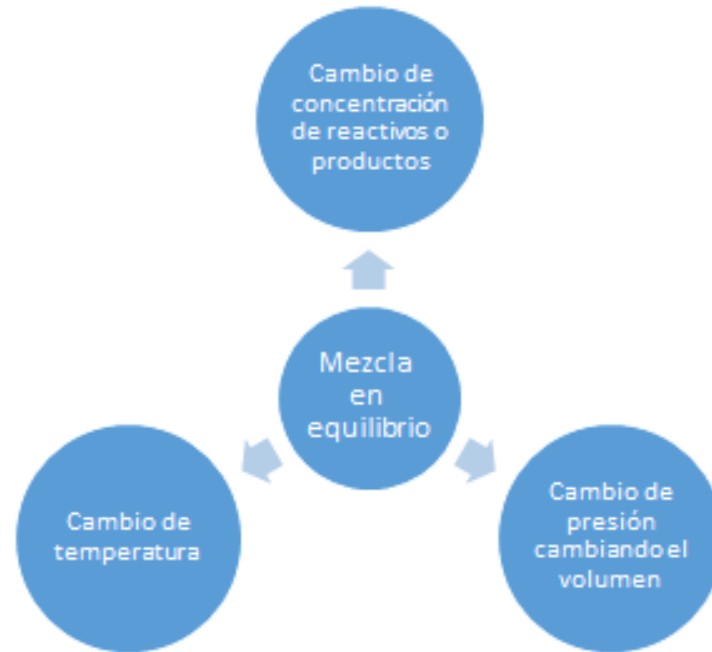 Cambio de
concentración
de reactivos o
productos
Mezcla
en
equilibrio
Cambio de
temperatura
Cambio de
presión
cambiando el
volumen